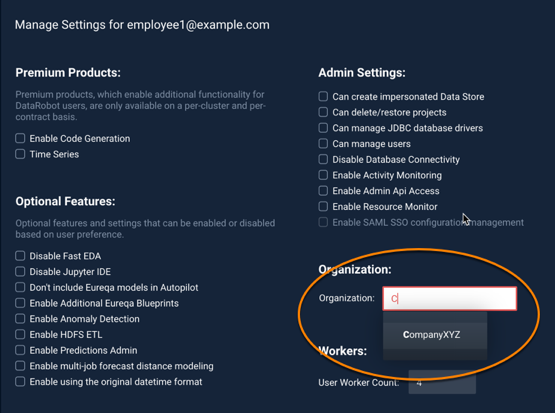 Manage Settings for employee1@example.com
Premium Products:
Premium products, which enable additional functionality for
DataRobot users, are only available on a per-cluster and per-
contract basis.
Enable Code Generation
Time Series
Optional Features:
Optional features and settings that can be enabled or disabled
based on user preference.
Disable Fast EDA
Disable Jupyter IDE
Don't include Eureqa models in Autopilot
Enable Additional Eureqa Blueprints
Enable Anomaly Detection
Enable HDFS ETL
Enable Predictions Admin
Enable multi-job forecast distance modeling
Enable using the original datetime format
Admin Settings:
Can create impersonated Data Store
Can delete/restore projects
Can manage JDBC database drivers
Can manage users
Disable Database Connectivity
Enable Activity Monitoring
Enable Admin Api Access
Enable Resource Monitor
Enable SAML SSO configuration management
Organization:
Organization: C
CompanyXYZ
Workers:
User Worker Count: 4